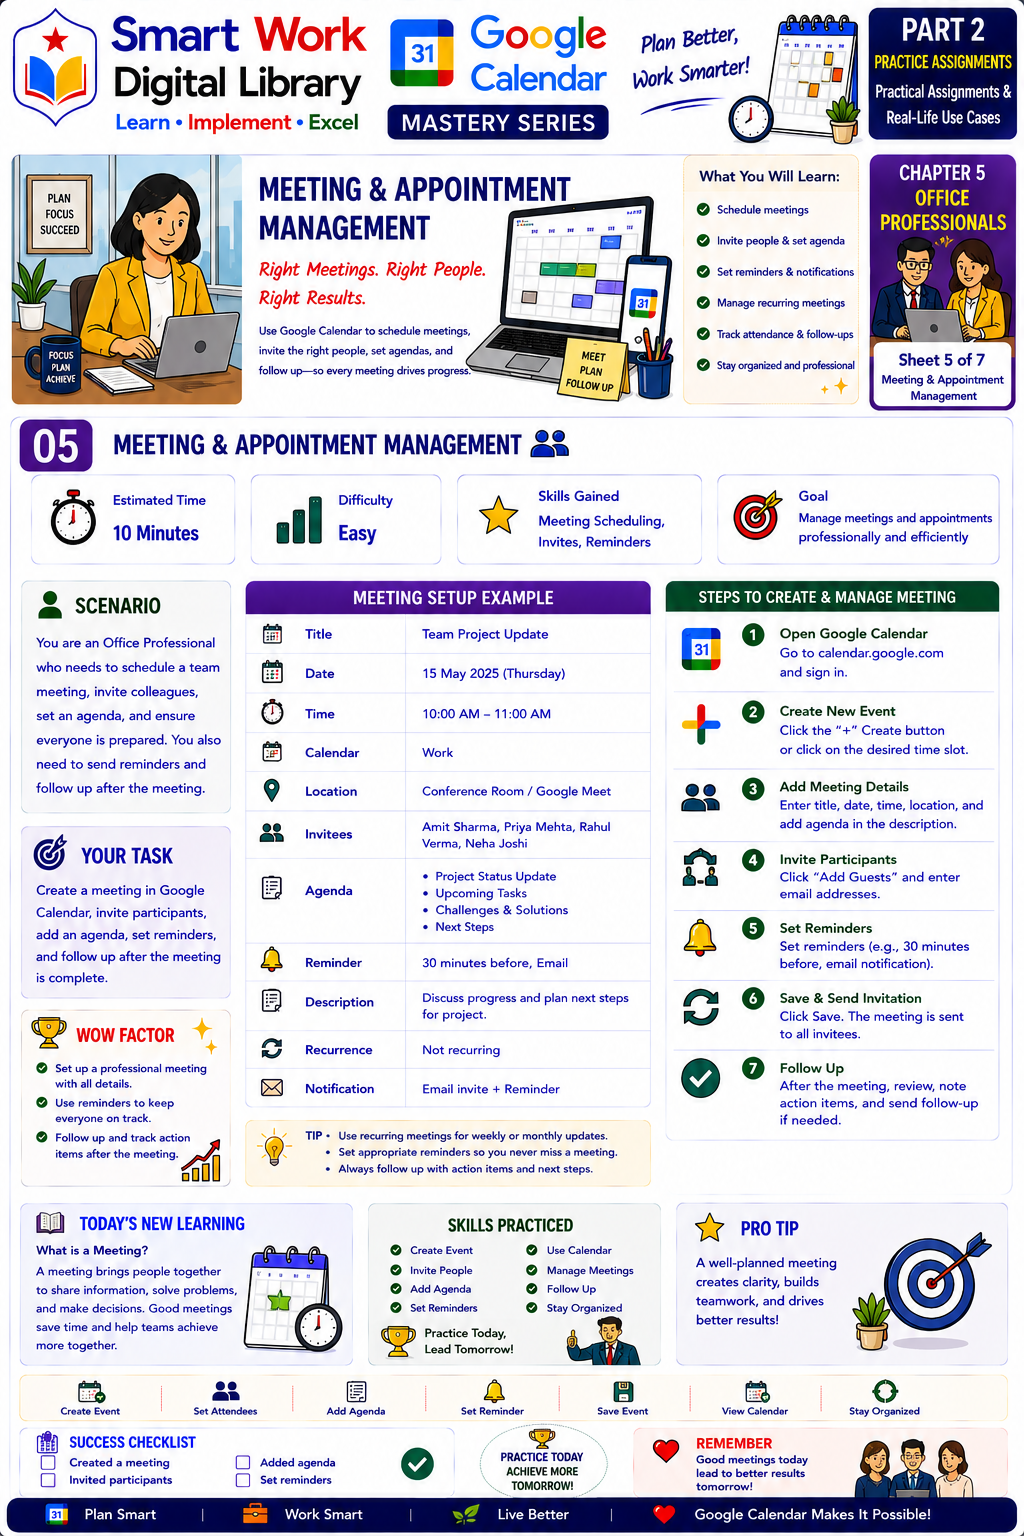 Smart Work
Digital Library
Learn • Implement • Excel
31
Google
Calendar
MASTERY SERIES
Plan Better,
Work Smarter!
PART 2
PRACTICE ASSIGNMENTS
Practical Assignments &
Real-Life Use Cases
PLAN
FOCUS
SUCCEED
FOCUS
PLAN
ACHIEVE
MEETING & APPOINTMENT
MANAGEMENT
Right Meetings. Right People.
Right Results.
Use Google Calendar to schedule meetings,
invite the right people, set agendas, and
follow up—so every meeting drives progress.
31
MEET
PLAN
FOLLOW UP
What You Will Learn:
Schedule meetings
Invite people & set agenda
Set reminders & notifications
Manage recurring meetings
Track attendance & follow-ups
Stay organized and professional
CHAPTER 5
OFFICE
PROFESSIONALS
Sheet 5 of 7
Meeting & Appointment
Management
05
MEETING & APPOINTMENT MANAGEMENT
Estimated Time
10 Minutes
Difficulty
Easy
Skills Gained
Meeting Scheduling,
Invites, Reminders
Goal
Manage meetings and appointments
professionally and efficiently
SCENARIO
You are an Office Professional
who needs to schedule a team
meeting, invite colleagues,
set an agenda, and ensure
everyone is prepared. You also
need to send reminders and
follow up after the meeting.
YOUR TASK
Create a meeting in Google
Calendar, invite participants,
add an agenda, set reminders,
and follow up after the meeting
is complete.
WOW FACTOR
Set up a professional meeting
with all details.
Use reminders to keep
everyone on track.
Follow up and track action
items after the meeting.
MEETING SETUP EXAMPLE
Title Team Project Update
Date 15 May 2025 (Thursday)
Time 10:00 AM – 11:00 AM
Calendar Work
Location Conference Room / Google Meet
Invitees Amit Sharma, Priya Mehta, Rahul
Verma, Neha Joshi
Agenda • Project Status Update
• Upcoming Tasks
• Challenges & Solutions
• Next Steps
Reminder 30 minutes before, Email
Description Discuss progress and plan next steps
for project.
Recurrence Not recurring
Notification Email invite + Reminder
TIP • Use recurring meetings for weekly or monthly updates.
• Set appropriate reminders so you never miss a meeting.
• Always follow up with action items and next steps.
STEPS TO CREATE & MANAGE MEETING
31
1 Open Google Calendar
Go to calendar.google.com
and sign in.
2 Create New Event
Click the “+” Create button
or click on the desired time slot.
3 Add Meeting Details
Enter title, date, time, location, and
add agenda in the description.
4 Invite Participants
Click “Add Guests” and enter
email addresses.
5 Set Reminders
Set reminders (e.g., 30 minutes
before, email notification).
6 Save & Send Invitation
Click Save. The meeting is sent
to all invitees.
7 Follow Up
After the meeting, review, note
action items, and send follow-up
if needed.
TODAY'S NEW LEARNING
What is a Meeting?
A meeting brings people together
to share information, solve problems,
and make decisions. Good meetings
save time and help teams achieve
more together.
SKILLS PRACTICED
Create Event Use Calendar
Invite People Manage Meetings
Add Agenda Follow Up
Set Reminders Stay Organized
Practice Today,
Lead Tomorrow!
PRO TIP
A well-planned meeting
creates clarity, builds
teamwork, and drives
better results!
Create Event
Set Attendees
Add Agenda
Set Reminder
Save Event
View Calendar
Stay Organized
SUCCESS CHECKLIST
Created a meeting Added agenda
Invited participants Set reminders
PRACTICE TODAY
ACHIEVE MORE
TOMORROW!
REMEMBER
Good meetings today
lead to better results
tomorrow!
31 Plan Smart | Work Smart | Live Better | Google Calendar Makes It Possible!